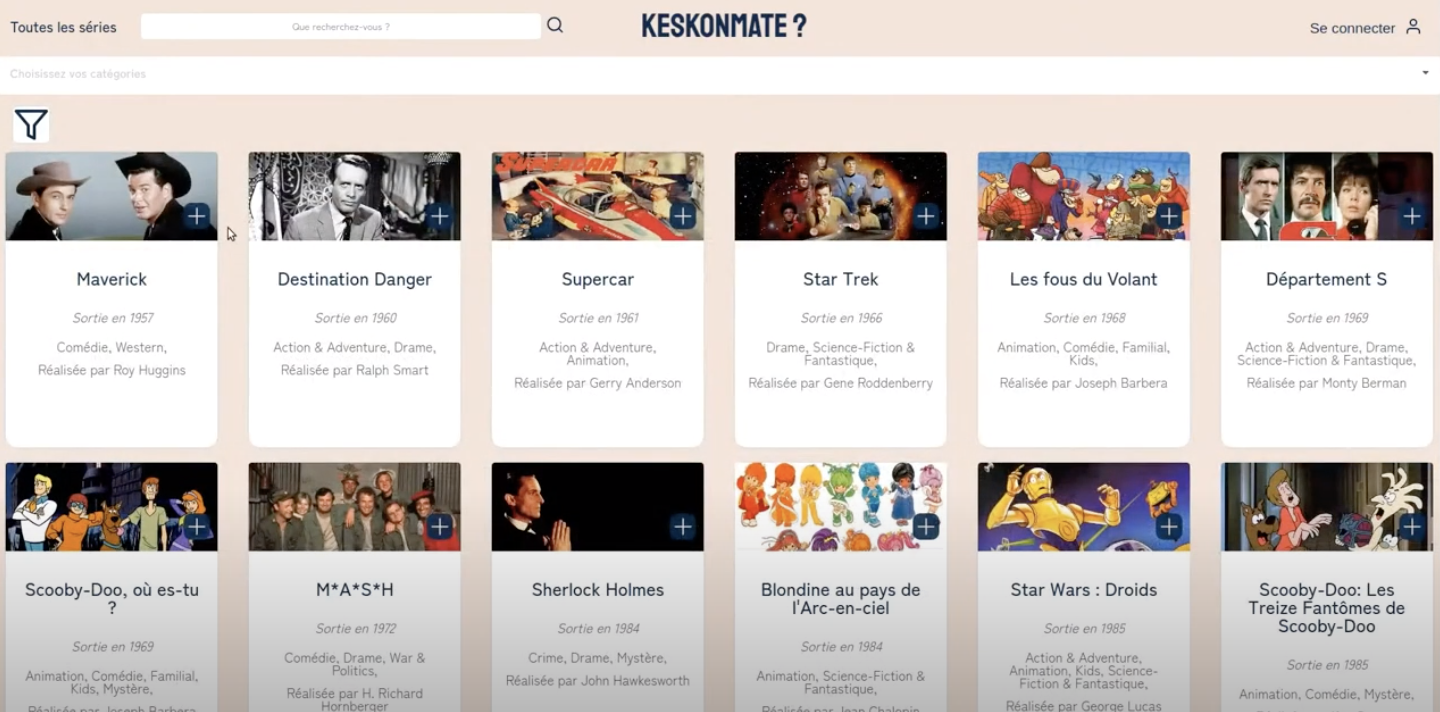 Toutes les séries
Que recherchez-vous ?
KESKONMATE ?
Se connecter
Choisissez vos catégories
SUPERCAR
Maverick
Sortie en 1957
Comédie, Western,
Réalisée par Roy Huggins
Destination Danger
Sortie en 1960
Action & Adventure, Drame,
Réalisée par Ralph Smart
Supercar
Sortie en 1961
Action & Adventure,
Animation,
Réalisée par Gerry Anderson
Star Trek
Sortie en 1966
Drame, Science-Fiction &
Fantastique,
Réalisée par Gene Roddenberry
Les fous du Volant
Sortie en 1968
Animation, Comédie, Familial,
Kids,
Réalisée par Joseph Barbera
Département S
Sortie en 1969
Action & Adventure, Drame,
Science-Fiction & Fantastique,
Réalisée par Monty Berman
Scooby-Doo, où es-tu
?
Sortie en 1969
Animation, Comédie, Familial,
Kids, Mystère,
Réalisée par Joseph Barbera
M*A*S*H
Sortie en 1972
Comédie, Drame, War &
Politics,
Réalisée par H. Richard
Hornberger
Sherlock Holmes
Sortie en 1984
Crime, Drame, Mystère,
Réalisée par John Hawkesworth
Blondine au pays de
l'Arc-en-ciel
Sortie en 1984
Animation, Science-Fiction &
Fantastique,
Réalisée par Jean Chalopin
Star Wars : Droids
Sortie en 1985
Action & Adventure,
Animation, Kids, Science-
Fiction & Fantastique,
Réalisée par George Lucas
Scooby-Doo: Les
Treize Fantômes de
Scooby-Doo
Sortie en 1985
Animation, Comédie, Mystère,